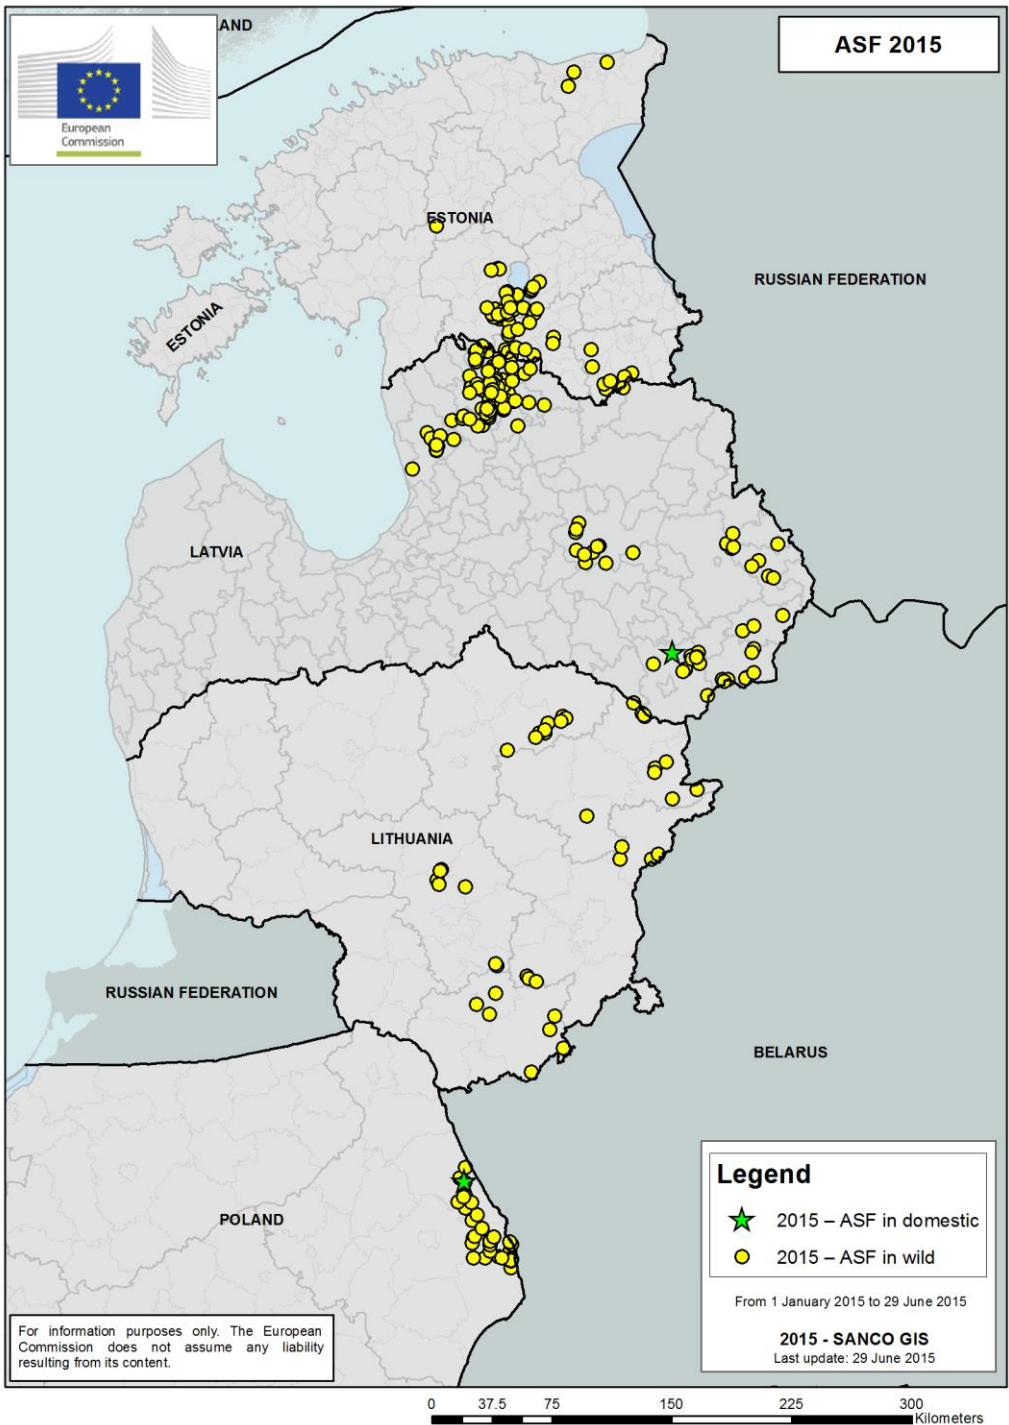 LAND
ASF 2015
European
Commission
ESTONIA
RUSSIAN FEDERATION
ESTONIA
LATVIA
LITHUANIA
RUSSIAN FEDERATION
BELARUS
POLAND
Legend
2015 – ASF in domestic
2015 – ASF in wild
From 1 January 2015 to 29 June 2015
2015 - SANCO GIS
Last update: 29 June 2015
For information purposes only. The European
Commission does not assume any liability
resulting from its content.
0 37.5 75 150 225 300
Kilometers